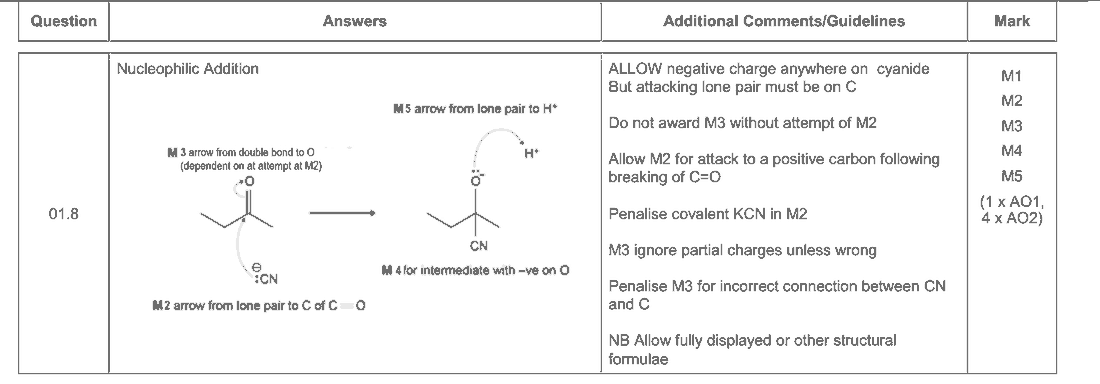 Question
Answers
Additional Comments/Guidelines
Mark
01.8
Nucleophilic Addition
M5 arrow from lone pair to H⁺
M 3 arrow from double bond to O
(dependent on at attempt at M2)
O
H⁺
O⁻
CN
⊖
:CN
M 4 for intermediate with –ve on O
M2 arrow from lone pair to C of C=O
ALLOW negative charge anywhere on cyanide
But attacking lone pair must be on C
Do not award M3 without attempt of M2
Allow M2 for attack to a positive carbon following
breaking of C=O
Penalise covalent KCN in M2
M3 ignore partial charges unless wrong
Penalise M3 for incorrect connection between CN
and C
NB Allow fully displayed or other structural
formulae
M1
M2
M3
M4
M5
(1 x AO1,
4 x AO2)